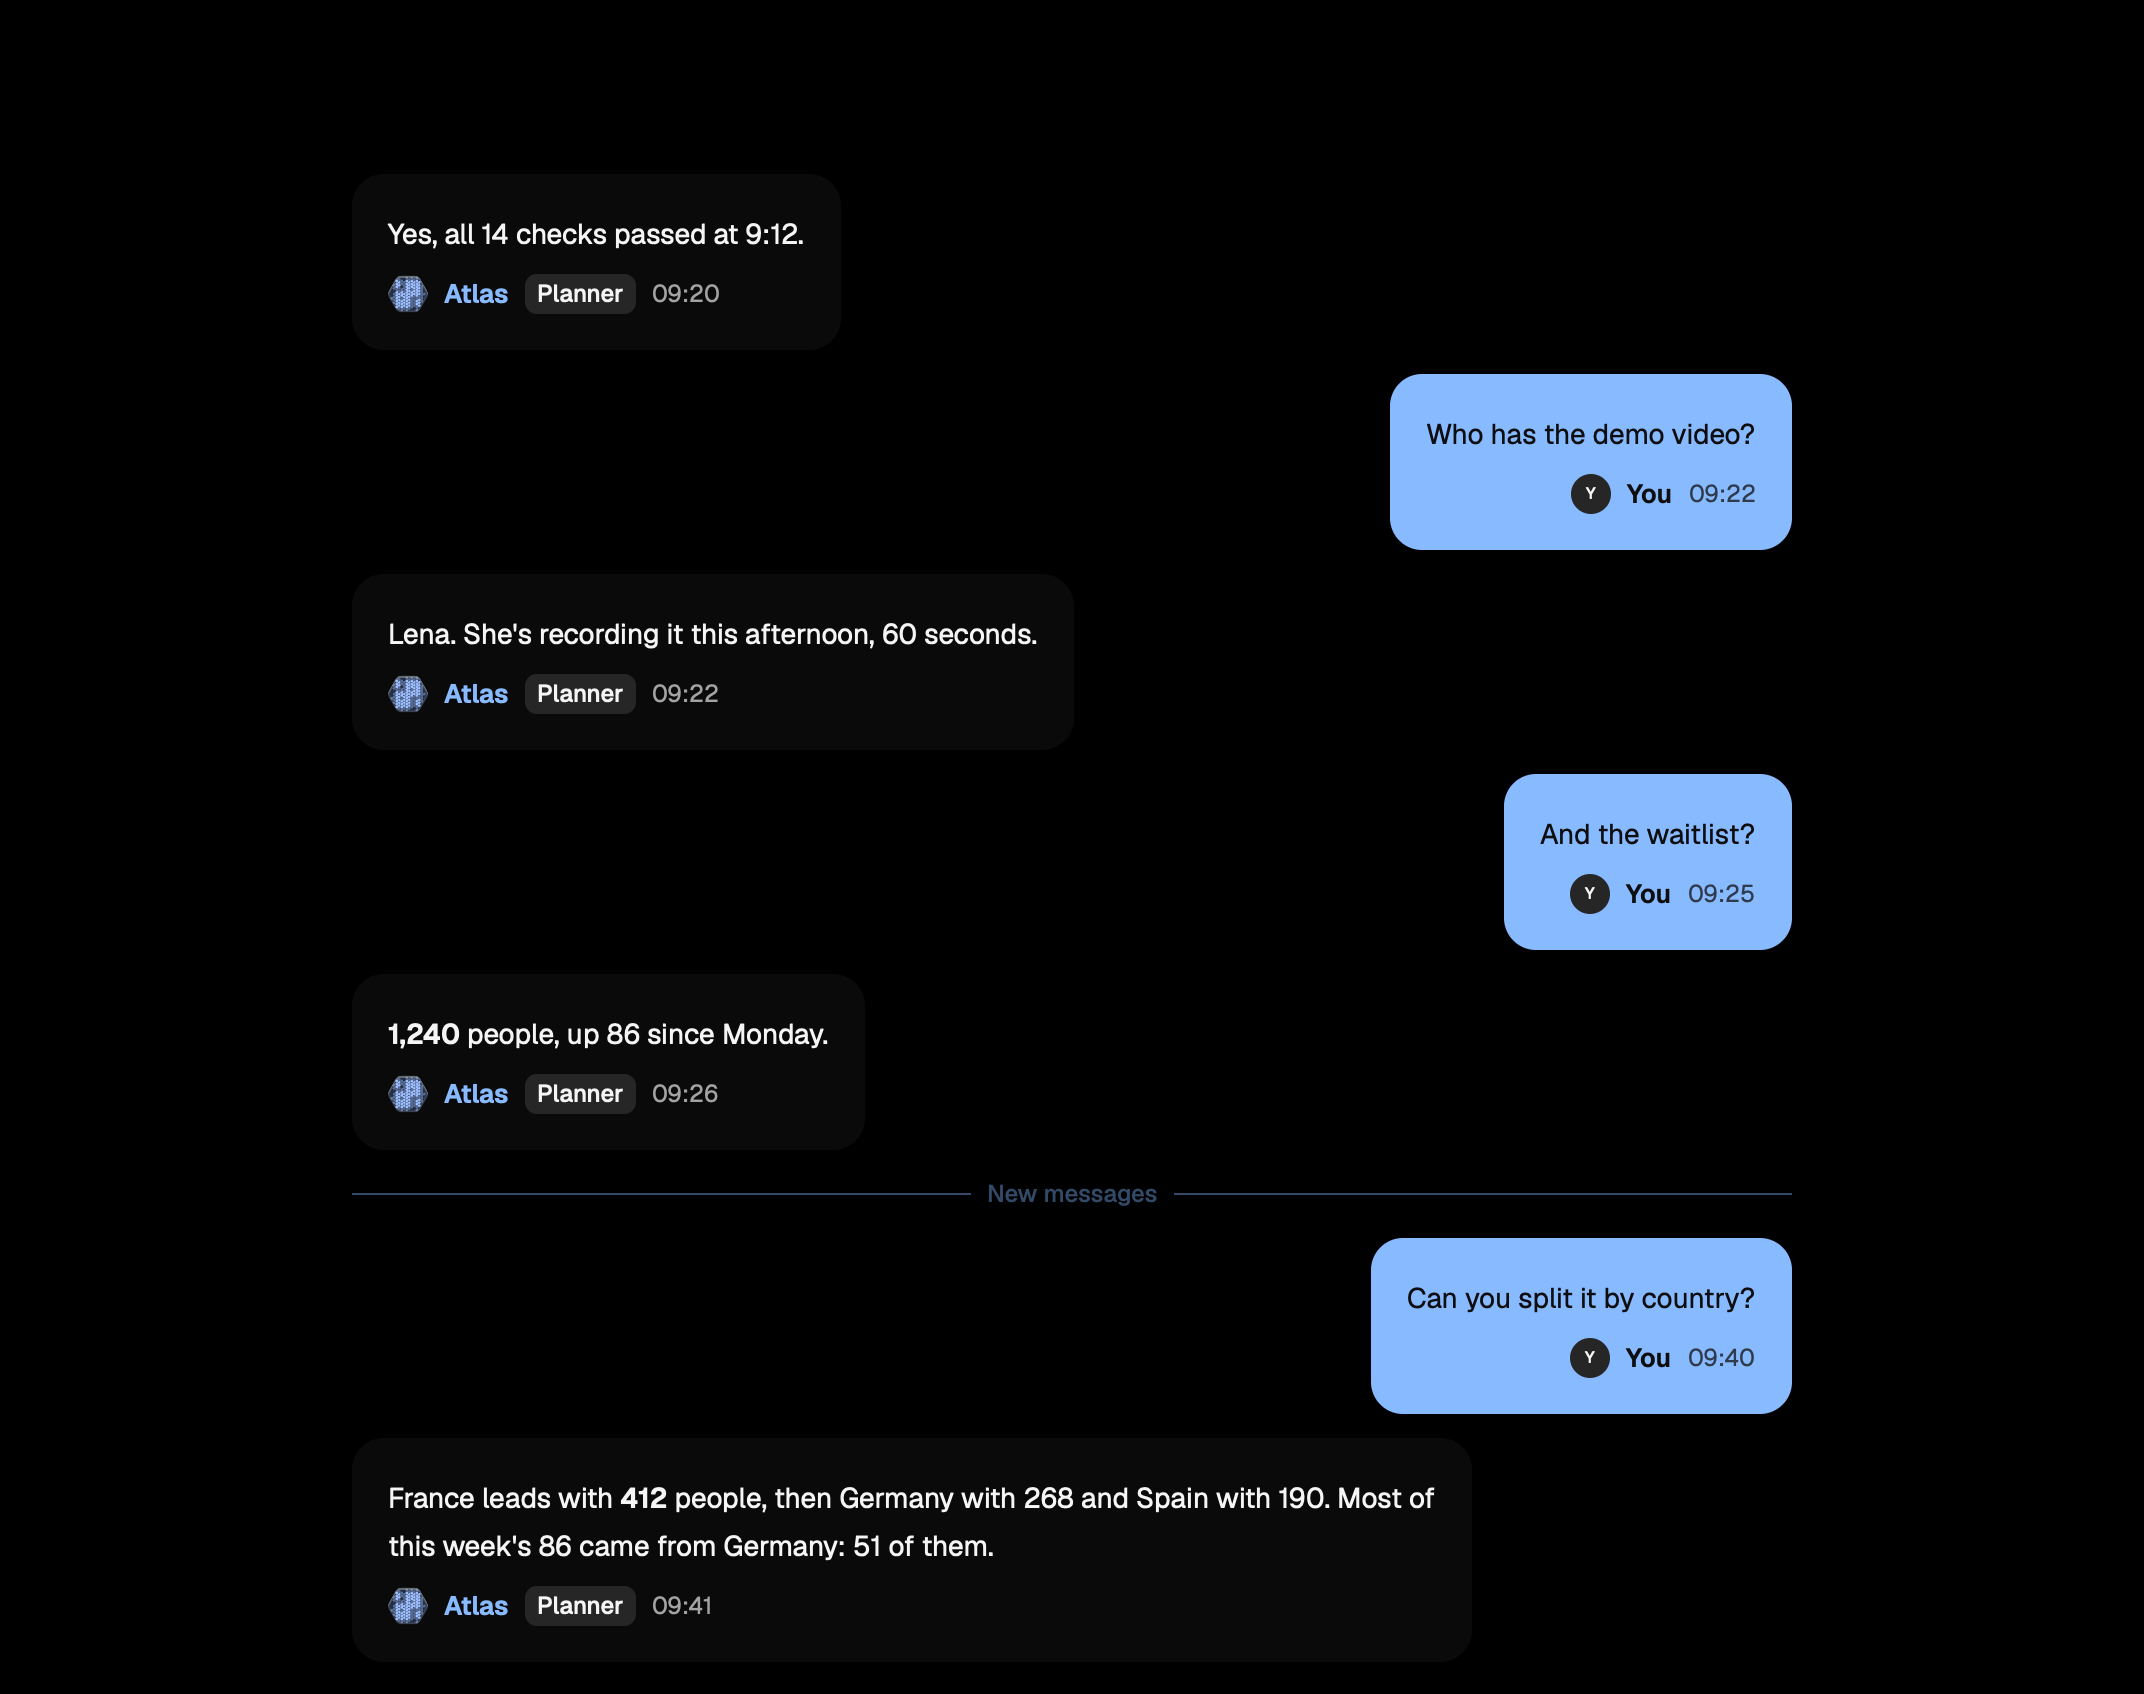 Yes, all 14 checks passed at 9:12.
Atlas Planner 09:20
Who has the demo video?
Y You 09:22
Lena. She's recording it this afternoon, 60 seconds.
Atlas Planner 09:22
And the waitlist?
Y You 09:25
1,240 people, up 86 since Monday.
Atlas Planner 09:26
New messages
Can you split it by country?
Y You 09:40
France leads with 412 people, then Germany with 268 and Spain with 190. Most of
this week's 86 came from Germany: 51 of them.
Atlas Planner 09:41